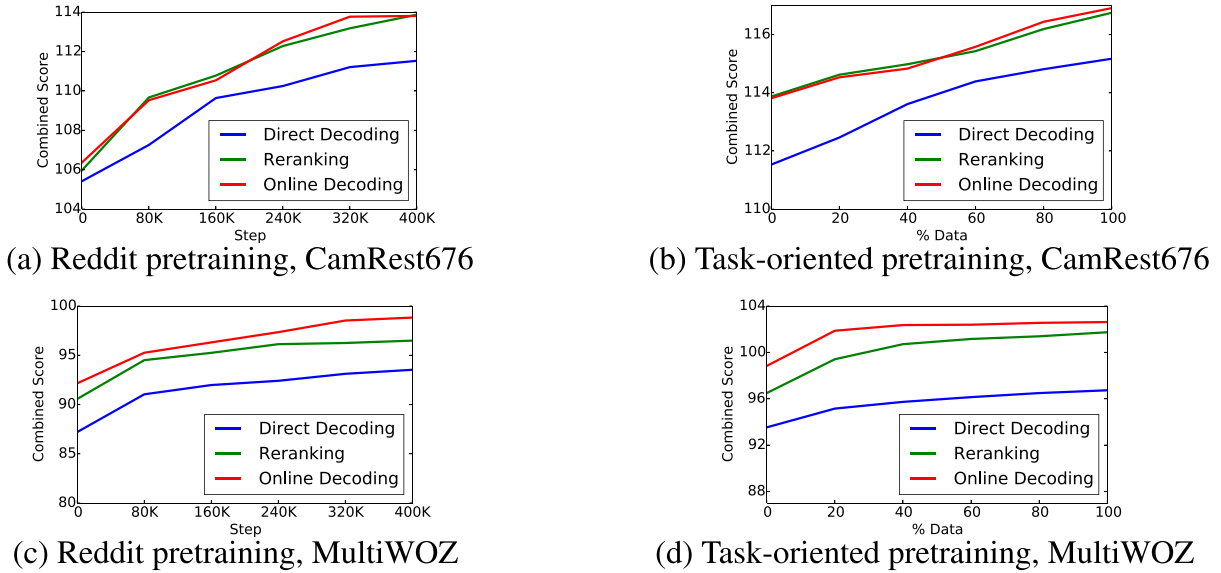 114
112
110
108
106
104
Combined Score
0 80K 160K 240K 320K 400K
Step
Direct Decoding
Reranking
Online Decoding
(a) Reddit pretraining, CamRest676
116
114
112
110
Combined Score
0 20 40 60 80 100
% Data
Direct Decoding
Reranking
Online Decoding
(b) Task-oriented pretraining, CamRest676
100
95
90
85
80
Combined Score
0 80K 160K 240K 320K 400K
Step
Direct Decoding
Reranking
Online Decoding
(c) Reddit pretraining, MultiWOZ
104
100
96
92
88
Combined Score
0 20 40 60 80 100
% Data
Direct Decoding
Reranking
Online Decoding
(d) Task-oriented pretraining, MultiWOZ